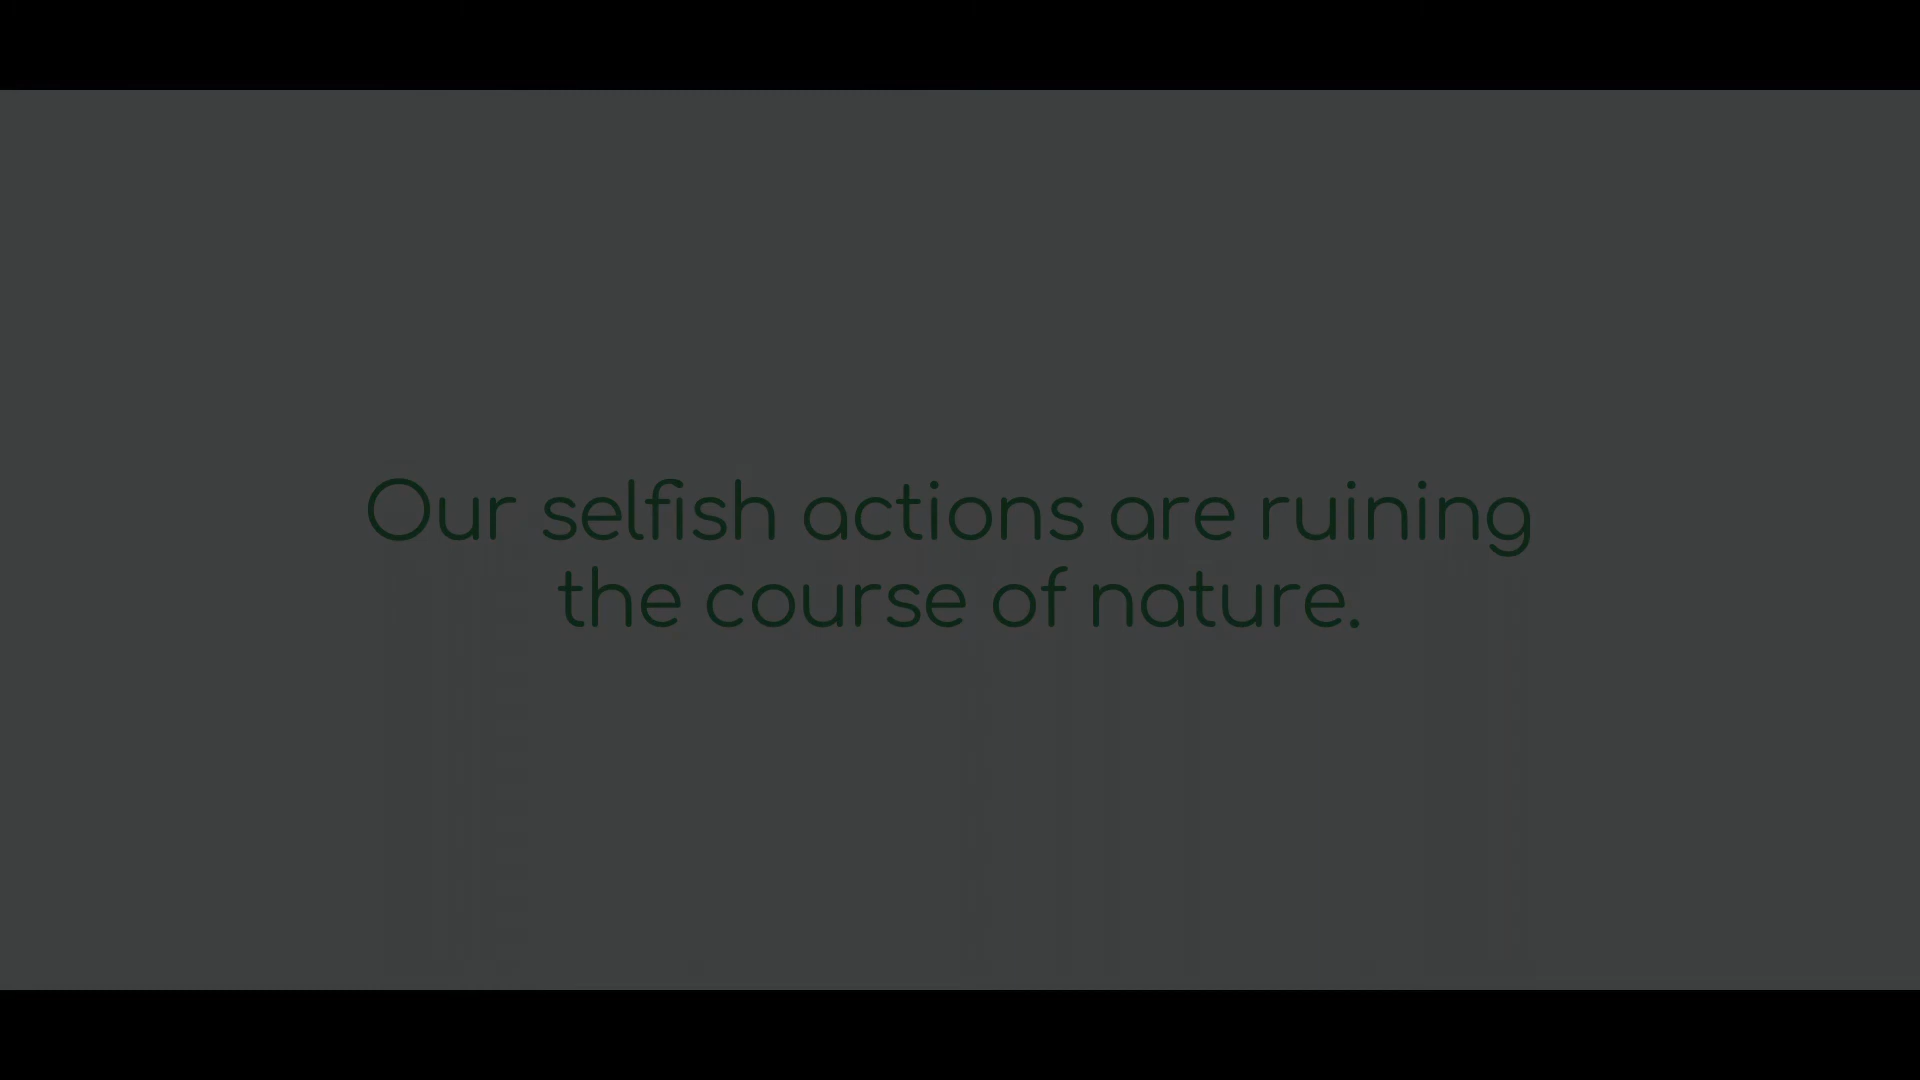 Our selfish actions are ruining
the course of nature.